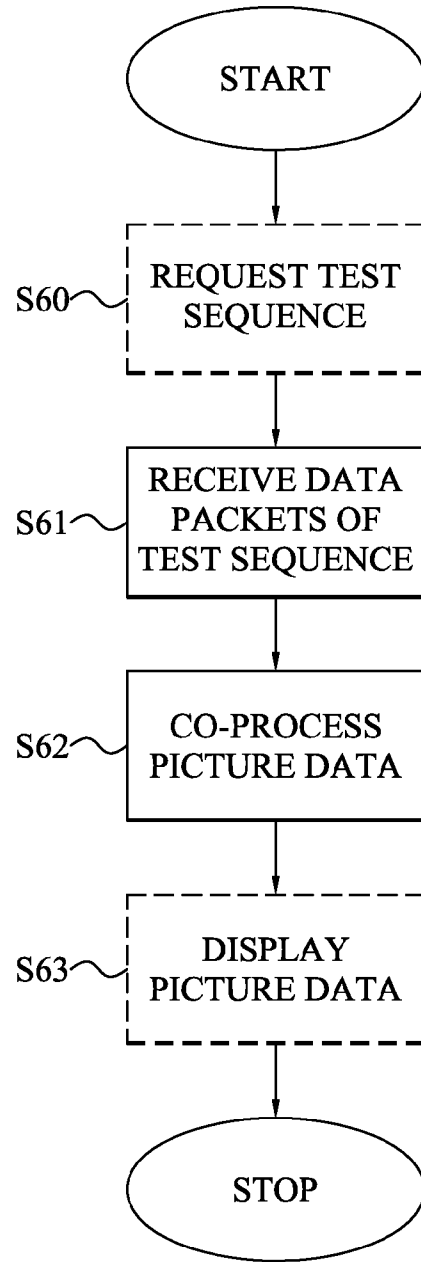 START
REQUEST TEST
S60
SEQUENCE
RECEIVE DATA
S61
PACKETS OF
TEST SEQUENCE
CO-PROCESS
S62
PICTURE DATA
DISPLAY
S63
PICTURE DATA
STOP